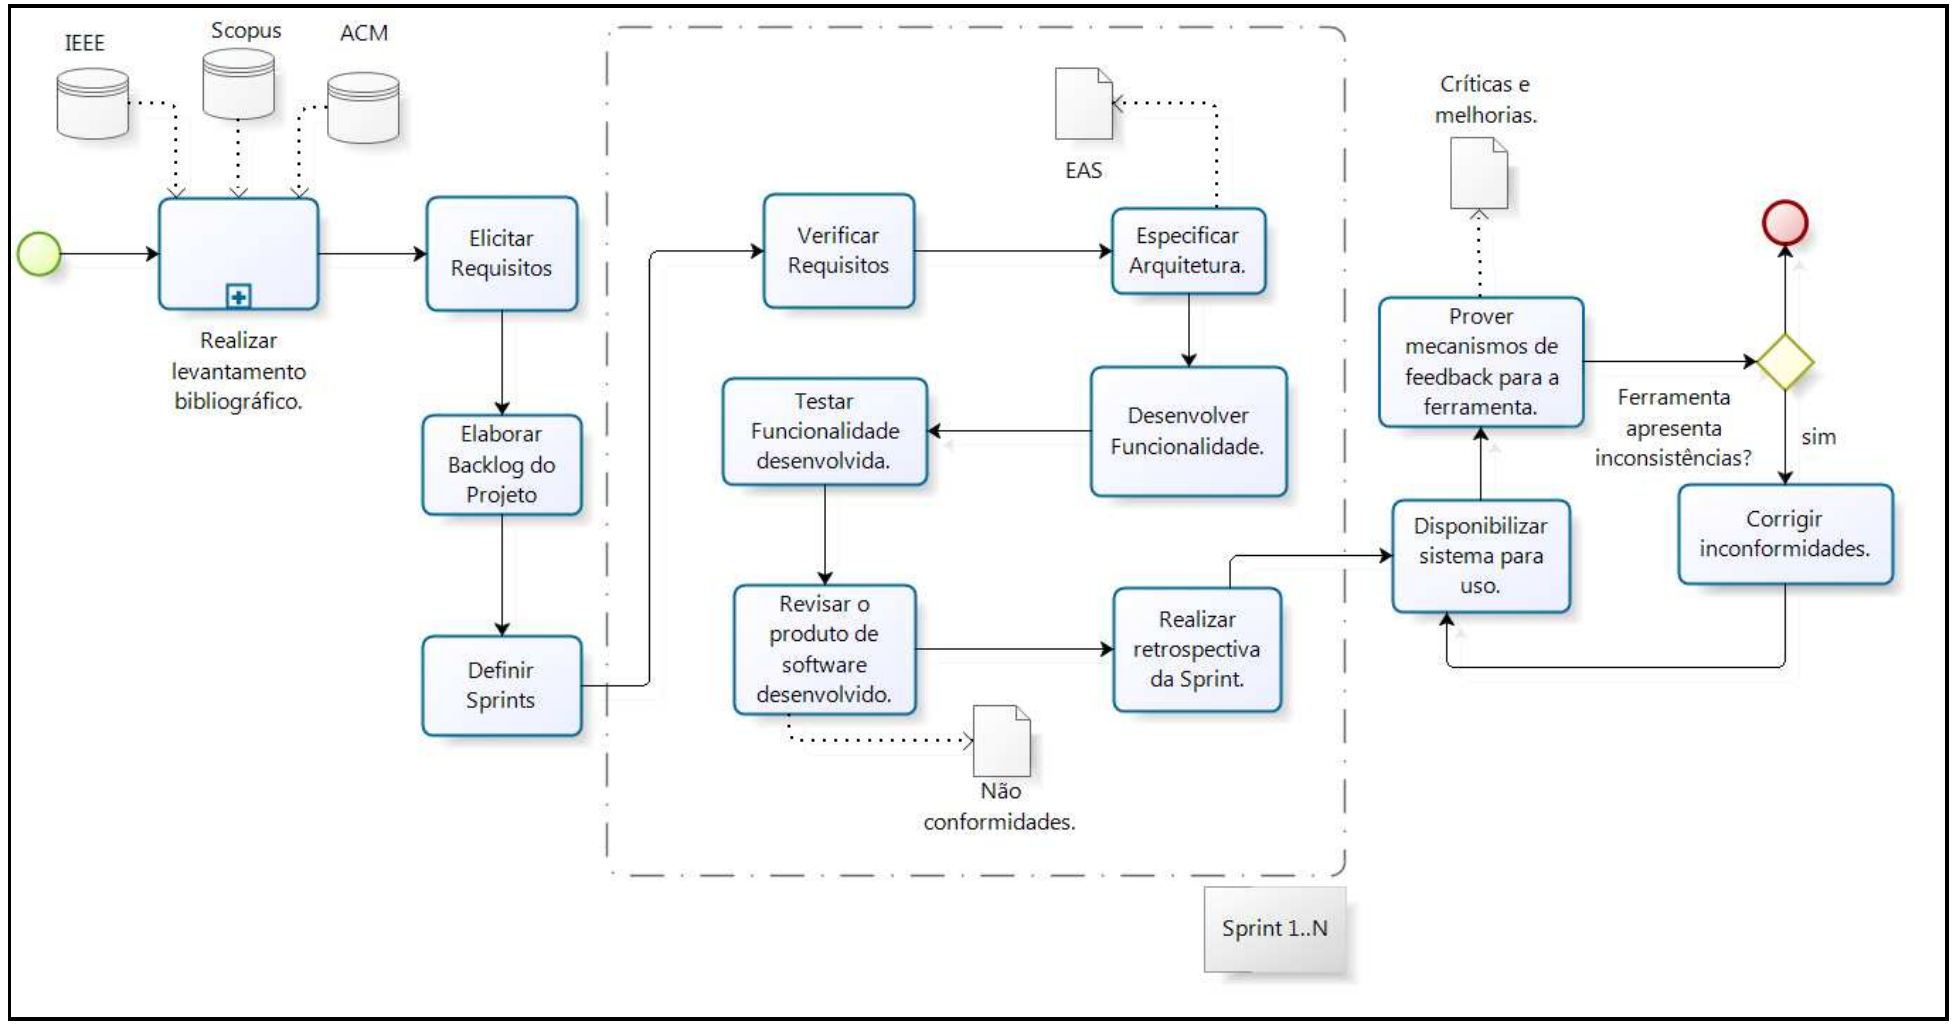 IEEE
Scopus
ACM
Realizar
levantamento
bibliográfico.
Elicitar
Requisitos
Elaborar
Backlog do
Projeto
Definir
Sprints
Verificar
Requisitos
Especificar
Arquitetura.
EAS
Desenvolver
Funcionalidade.
Testar
Funcionalidade
desenvolvida.
Revisar o
produto de
software
desenvolvido.
Não
conformidades.
Realizar
retrospectiva
da Sprint.
Sprint 1..N
Disponibilizar
sistema para
uso.
Prover
mecanismos de
feedback para a
ferramenta.
Críticas e
melhorias.
Ferramenta
apresenta
inconsistências?
sim
Corrigir
inconformidades.